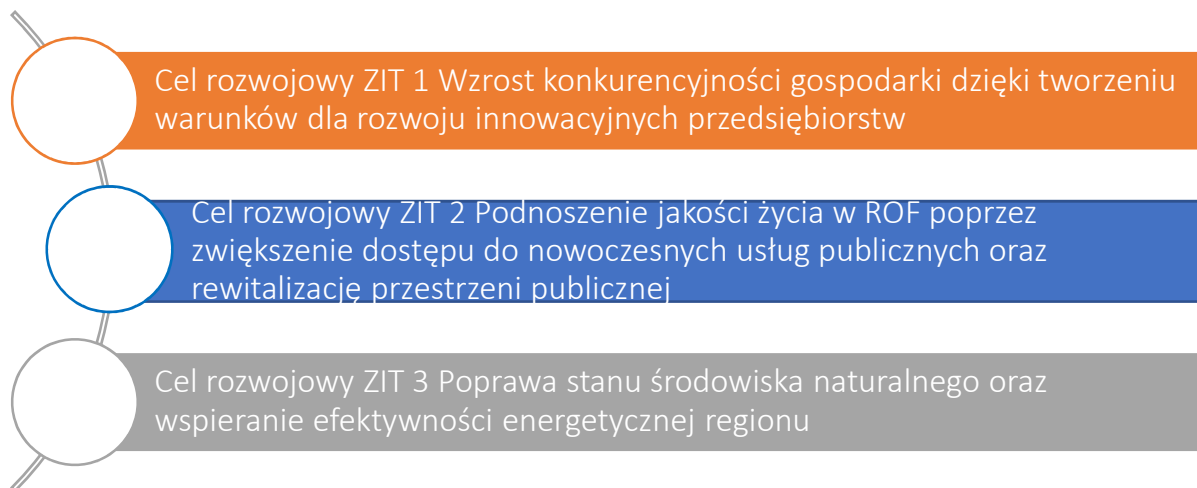 Cel rozwojowy ZIT 1 Wzrost konkurencyjności gospodarki dzięki tworzeniu
warunków dla rozwoju innowacyjnych przedsiębiorstw
Cel rozwojowy ZIT 2 Podnoszenie jakości życia w ROF poprzez
zwiększenie dostępu do nowoczesnych usług publicznych oraz
rewitalizację przestrzeni publicznej
Cel rozwojowy ZIT 3 Poprawa stanu środowiska naturalnego oraz
wspieranie efektywności energetycznej regionu